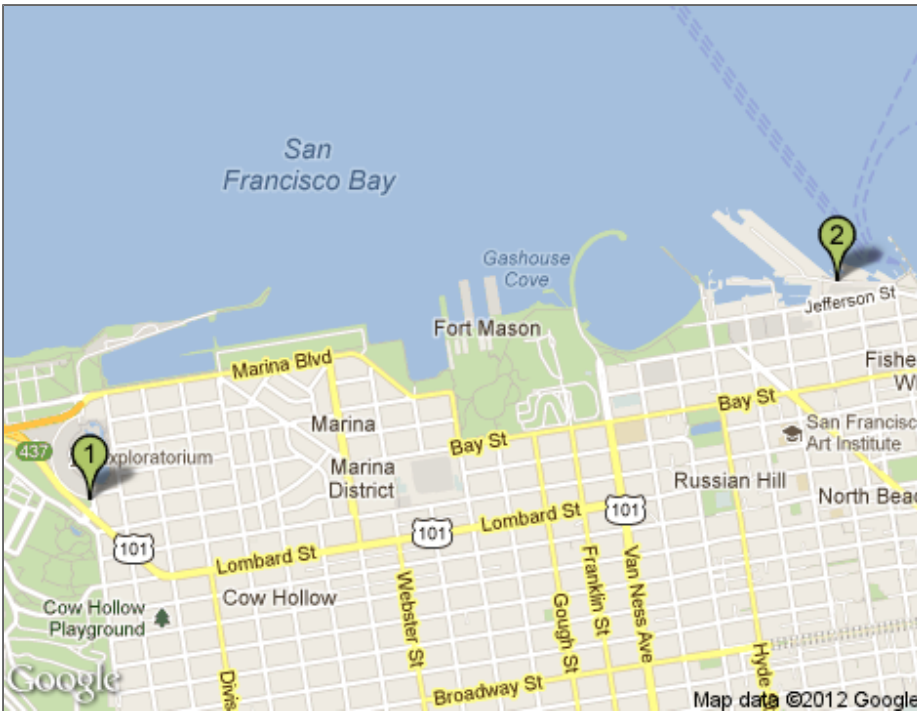 San
Francisco Bay
2
Gashouse
Cove
Jefferson St
Fort Mason
Marina Blvd
Fishe
W
Bay St
Marina
San Francisc
Art Institute
Bay St
437
1
xploratorium
Marina
District
Russian Hill
North Beac
Lombard St
101
101
101
Lombard St
Van Ness Ave
Franklin St
Gough St
Webster St
Cow Hollow
Cow Hollow
Playground
Divis
Hyde
Broadway St
Google
Map data ©2012 Google